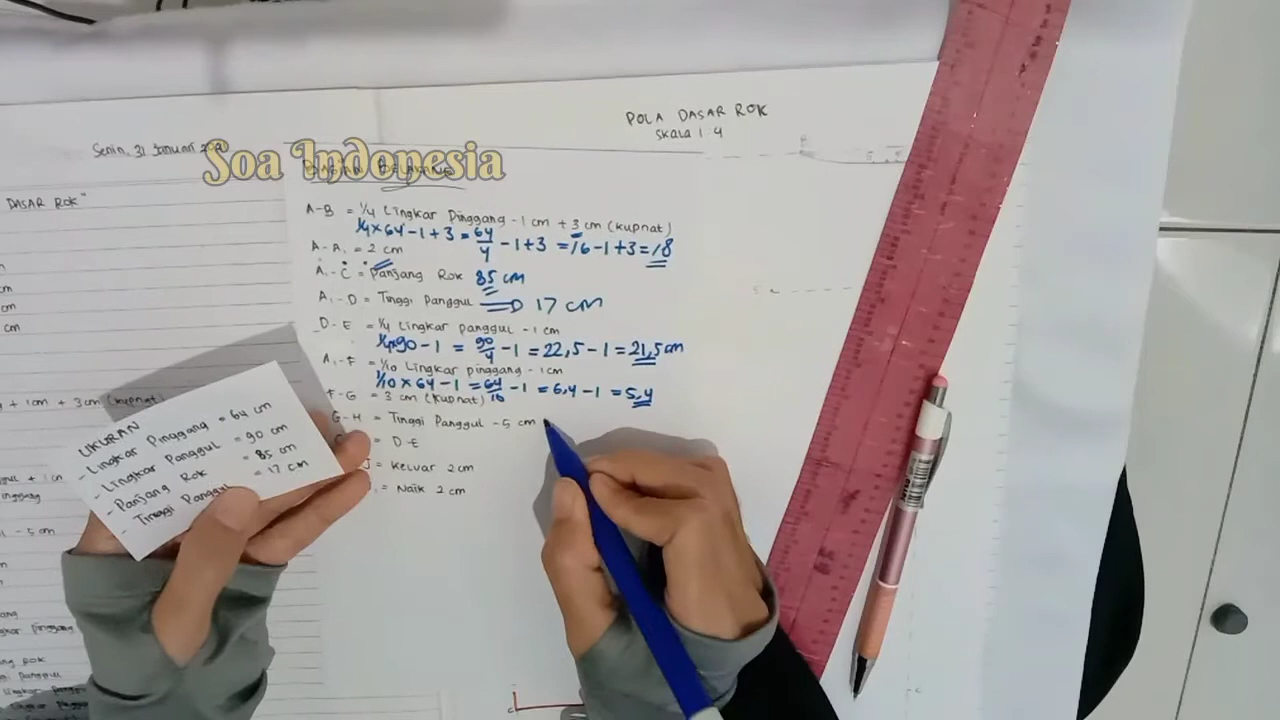 POLA DASAR ROK
Skala 1:4
Senin, 31 Januari
Soa Indonesia
DASAR ROK"
A-B = 1/4 Lingkar Pinggang - 1 cm + 3 cm (kupnat)
1/4 x 64 - 1 + 3 = 64/4 - 1 + 3 = 16 - 1 + 3 = 18
A-A1 = 2 cm
A1-C = Panjang Rok 85 cm
A1-D = Tinggi Panggul 17 cm
D-E = 1/4 Lingkar panggul - 1 cm
1/4 x 90 - 1 = 90/4 - 1 = 22,5 - 1 = 21,5 cm
A1-F = 1/10 Lingkar pinggang - 1 cm
1/10 x 64 - 1 = 64/10 - 1 = 6,4 - 1 = 5,4
F-G = 3 cm (kupnat)
G-H = Tinggi Panggul - 5 cm
= D-E
= Keluar 2 cm
= Naik 2 cm
+ 1 cm + 3 cm (kupnat)
UKURAN
- Lingkar Pinggang = 64 cm
- Lingkar Panggul = 90 cm
- Panjang Rok = 85 cm
- Tinggi Panggul = 17 cm
+ 1 cm
- 5 cm